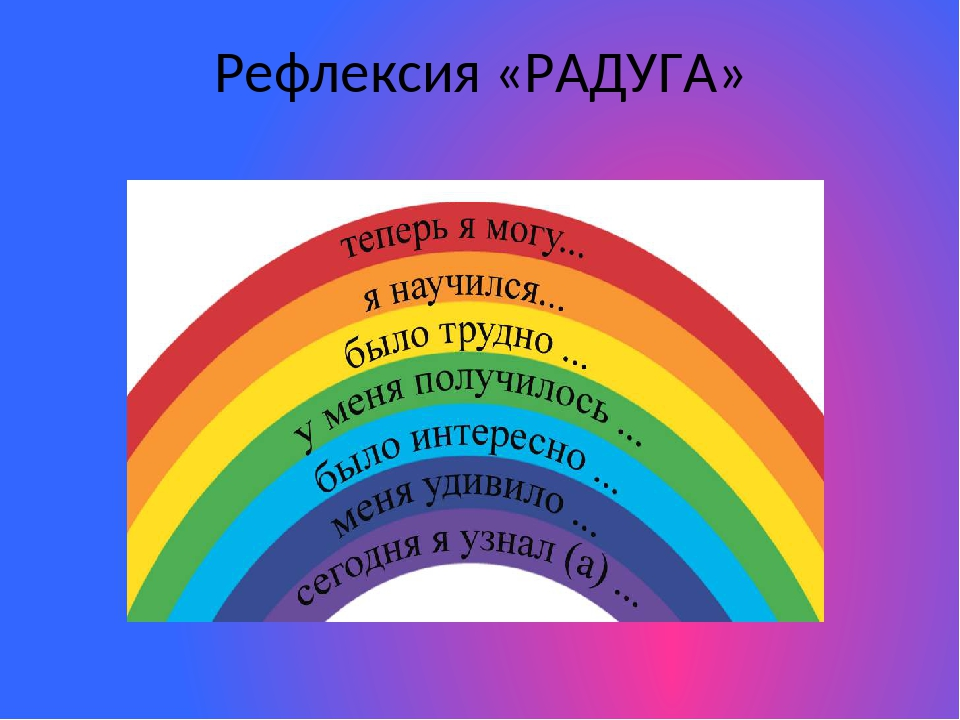 Рефлексия «РАДУГА»
теперь я могу...
я научился...
было трудно ...
у меня получилось ...
было интересно ...
меня удивило ...
сегодня я узнал (а) ...